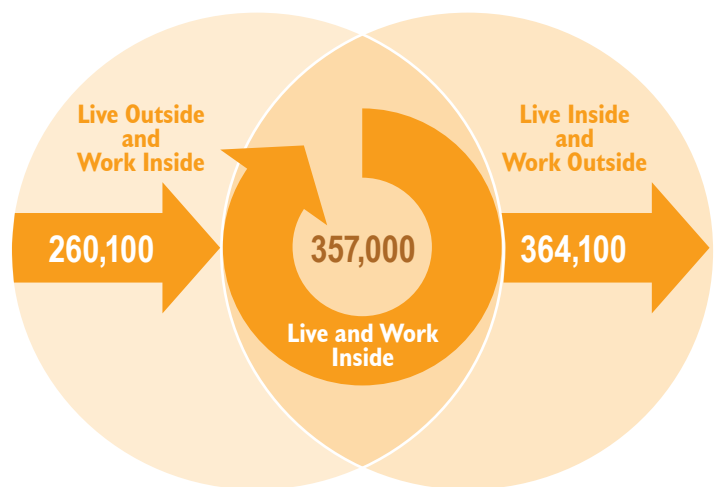 Live Outside
and
Work Inside
260,100
357,000
Live and Work
Inside
Live Inside
and
Work Outside
364,100